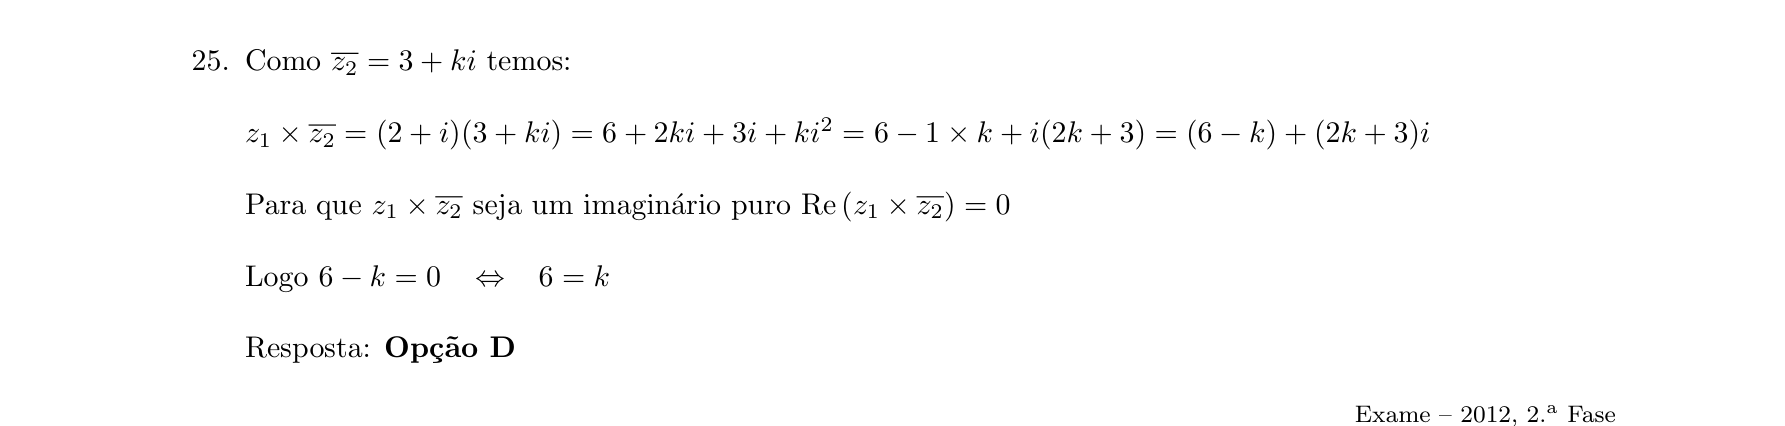 25. Como $\overline{z_2} = 3 + ki$ temos:
$z_1 \times \overline{z_2} = (2 + i)(3 + ki) = 6 + 2ki + 3i + ki^2 = 6 - 1 \times k + i(2k + 3) = (6 - k) + (2k + 3)i$
Para que $z_1 \times \overline{z_2}$ seja um imaginário puro $\text{Re}\,(z_1 \times \overline{z_2}) = 0$
Logo $6 - k = 0 \quad \Leftrightarrow \quad 6 = k$
Resposta: Opção D
Exame – 2012, 2.ª Fase